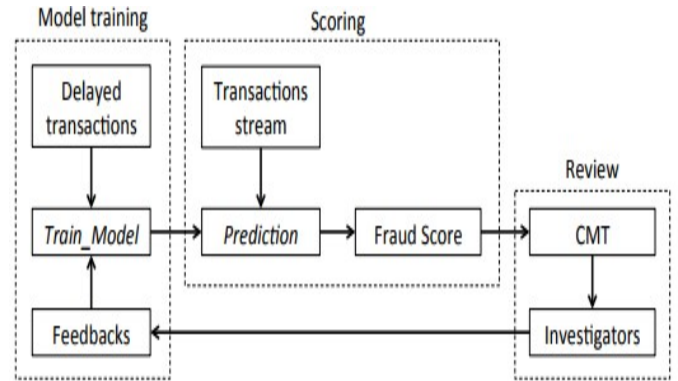 Model training
Scoring
Delayed
transactions
Transactions
stream
Review
Train_Model
Prediction
Fraud Score
CMT
Feedbacks
Investigators